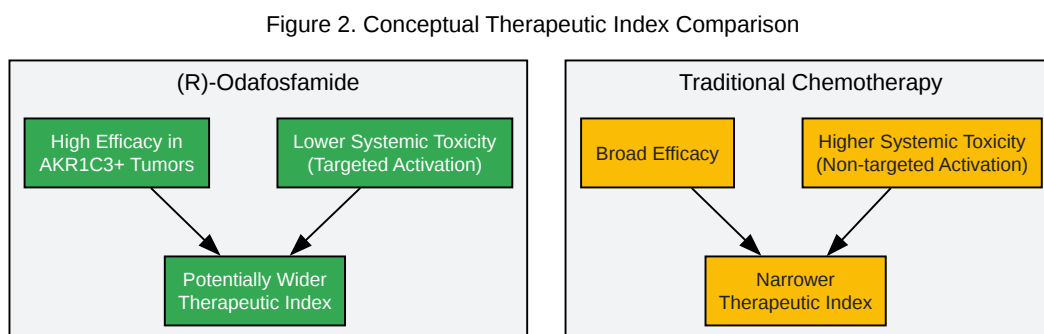 Figure 2. Conceptual Therapeutic Index Comparison
(R)-Odafosfamide
High Efficacy in
AKR1C3+ Tumors
Lower Systemic Toxicity
(Targeted Activation)
Potentially Wider
Therapeutic Index
Traditional Chemotherapy
Broad Efficacy
Higher Systemic Toxicity
(Non-targeted Activation)
Narrower
Therapeutic Index